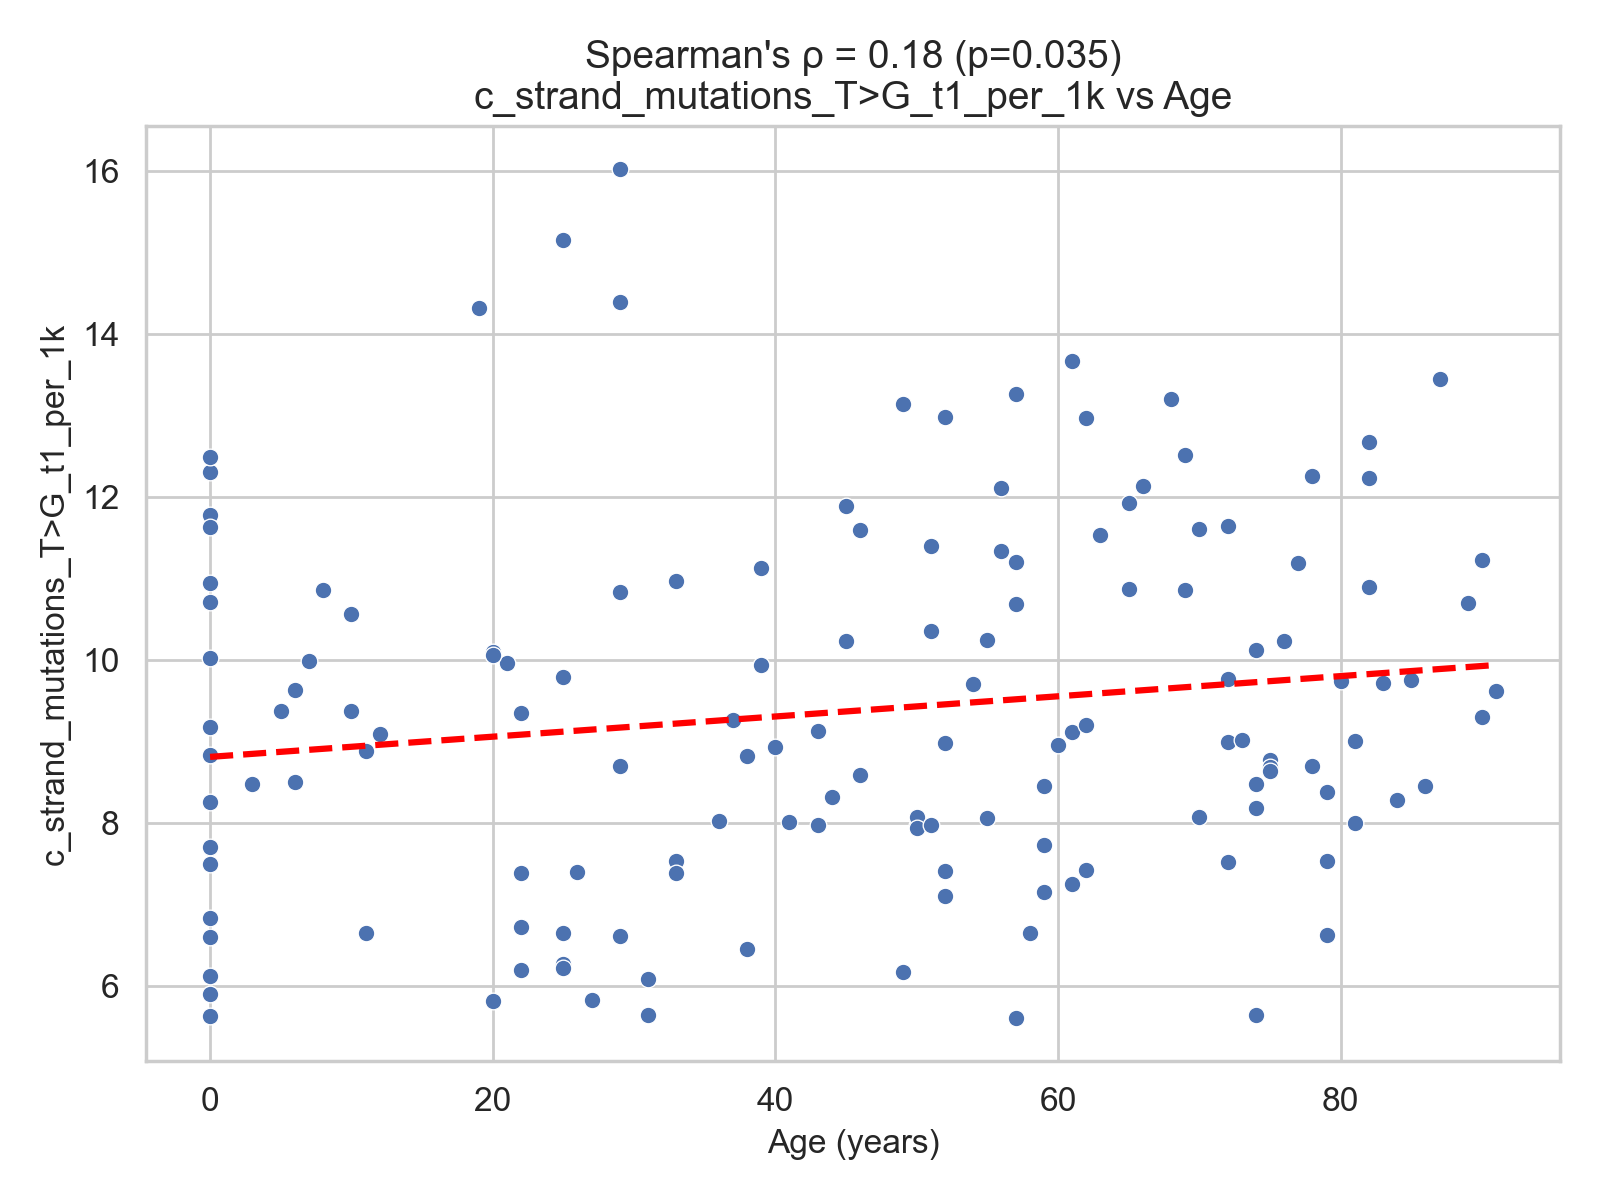 Spearman's ρ = 0.18 (p=0.035)
c_strand_mutations_T>G_t1_per_1k vs Age
c_strand_mutations_T>G_t1_per_1k
16
14
12
10
8
6
0 20 40 60 80
Age (years)